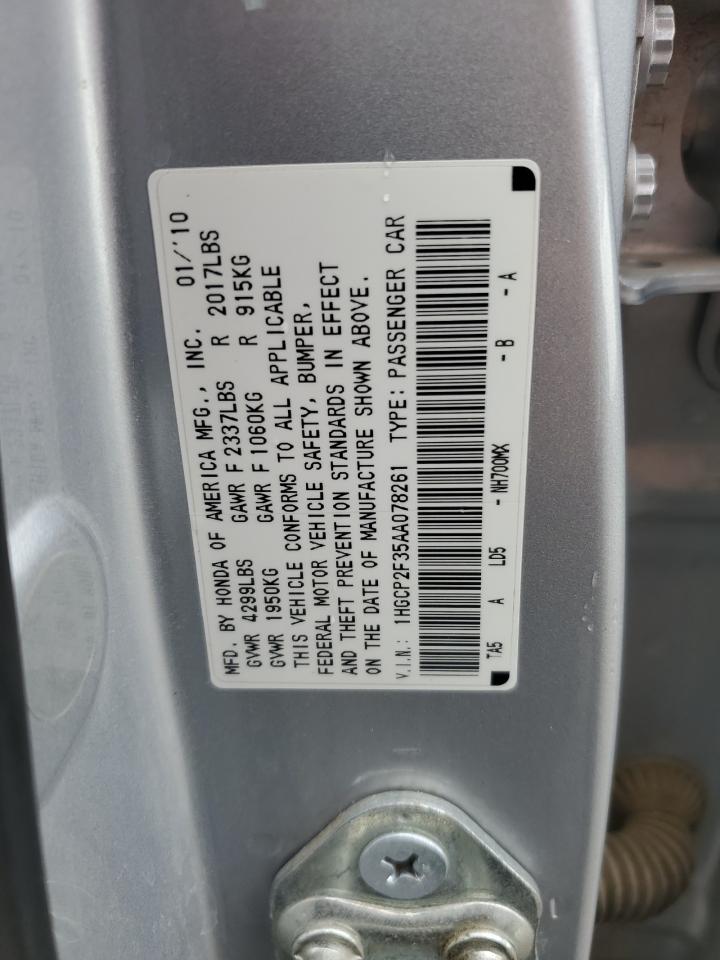 MFD. BY HONDA OF AMERICA MFG., INC. 01/'10
GVWR 4299LBS GAWR F 2337LBS R 2017LBS
GVWR 1950KG GAWR F 1060KG R 915KG
THIS VEHICLE CONFORMS TO ALL APPLICABLE
FEDERAL MOTOR VEHICLE SAFETY, BUMPER,
AND THEFT PREVENTION STANDARDS IN EFFECT
ON THE DATE OF MANUFACTURE SHOWN ABOVE.
V.I.N.: 1HGCP2F35AA078261 TYPE: PASSENGER CAR
TA5 A LD5 - NH700MX - B - A